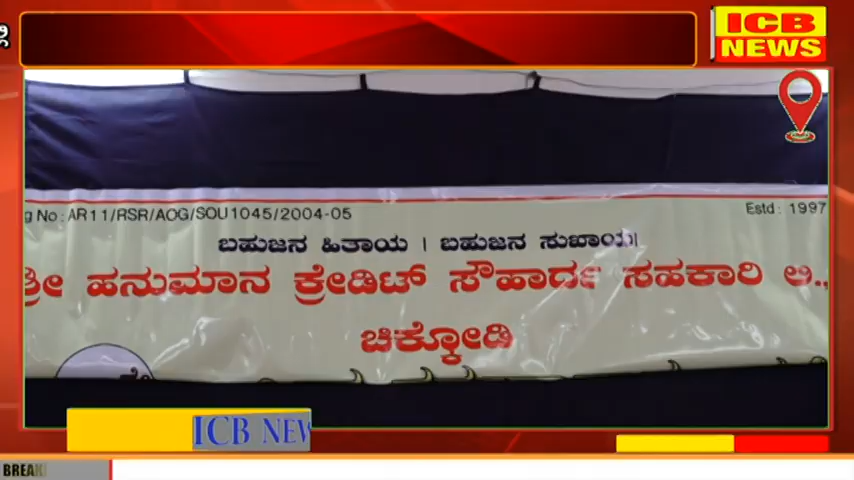 ICB
NEWS
g No : AR11/RSR/AOG/SOU1045/2004-05
Estd : 1997
ಬಹುಜನ ಹಿತಾಯ । ಬಹುಜನ ಸುಖಾಯ।
ಶ್ರೀ ಹನುಮಾನ ಕ್ರೇಡಿಟ್ ಸೌಹಾರ್ದ ಸಹಕಾರಿ ಲಿ.,
ಚಿಕ್ಕೋಡಿ
ICB NEW
BREAK